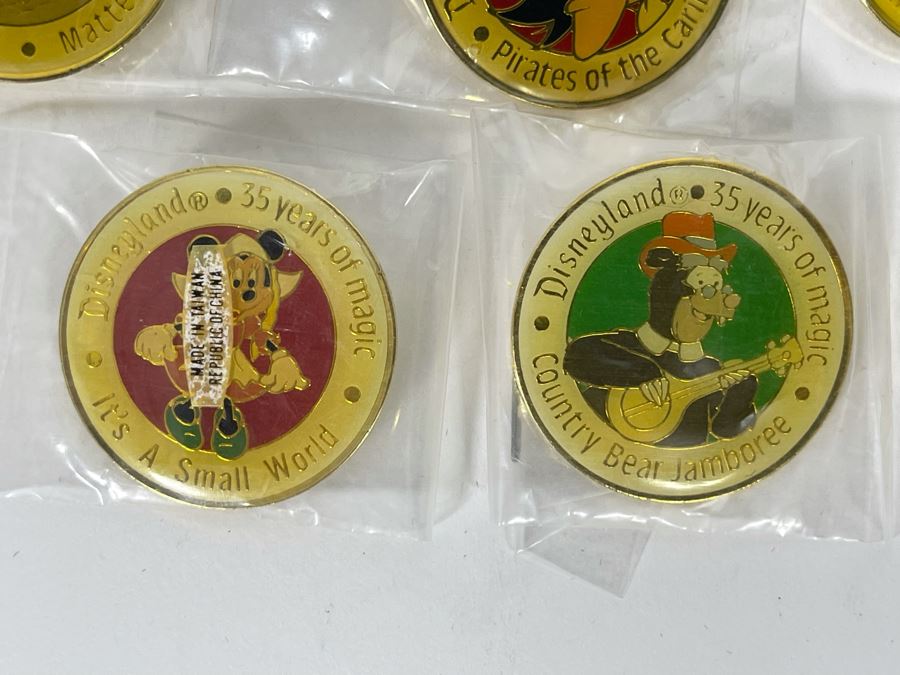 • Matte
• Pirates of the Carib
Disneyland® • 35 years of magic •
It's A Small World •
MADE IN TAIWAN
REPUBLIC OF CHINA
Disneyland® • 35 years of magic •
Country Bear Jamboree •